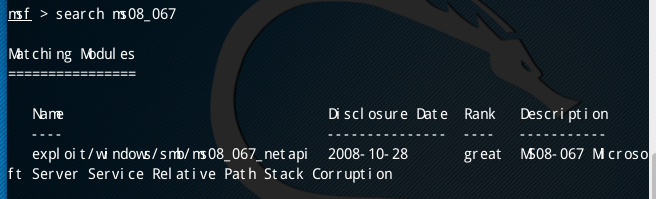 msf > search ms08_067
Matching Modules
================
Name Disclosure Date Rank Description
---- --------------- ---- -----------
exploit/windows/smb/ms08_067_netapi 2008-10-28 great MS08-067 Microso
ft Server Service Relative Path Stack Corruption